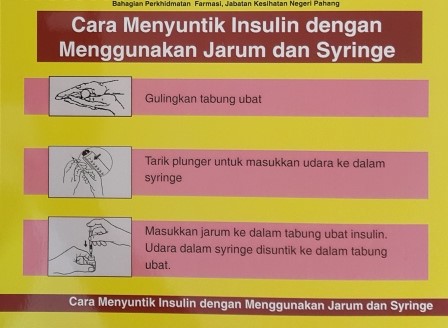 Bahagian Perkhidmatan Farmasi, Jabatan Kesihatan Negeri Pahang
Cara Menyuntik Insulin dengan
Menggunakan Jarum dan Syringe
Gulingkan tabung ubat
Tarik plunger untuk masukkan udara ke dalam
syringe
Masukkan jarum ke dalam tabung ubat insulin.
Udara dalam syringe disuntik ke dalam tabung
ubat.
Cara Menyuntik Insulin dengan Menggunakan Jarum dan Syringe